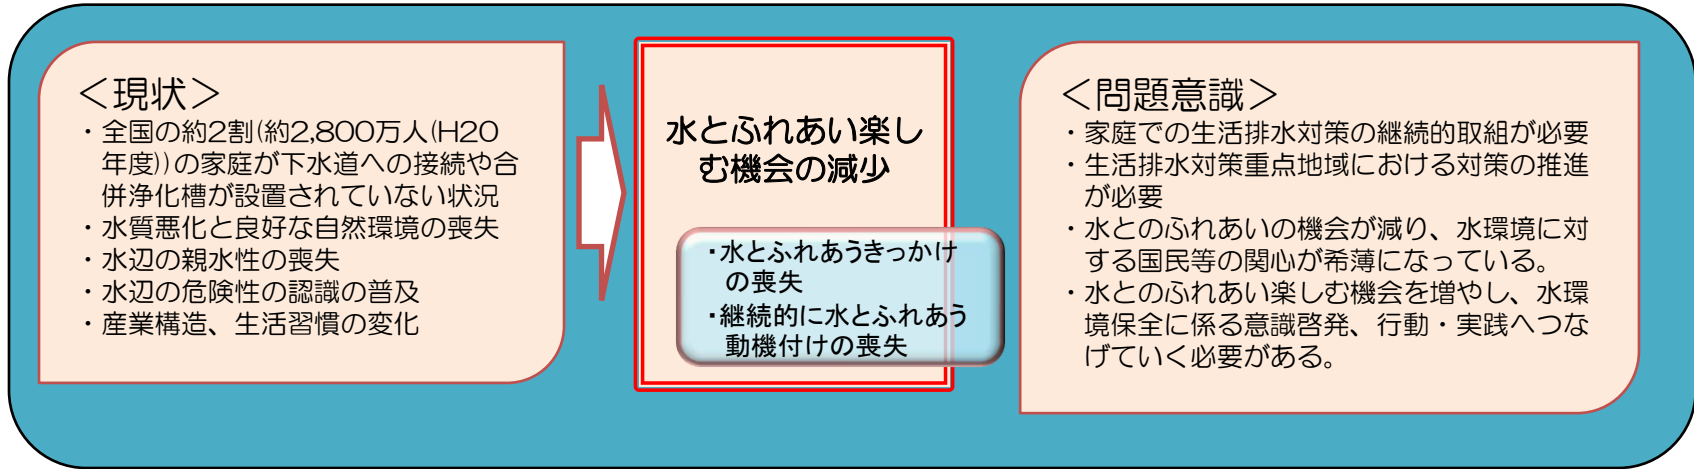 ＜現状＞
・全国の約2割(約2,800万人(H20
年度))の家庭が下水道への接続や合
併浄化槽が設置されていない状況
・水質悪化と良好な自然環境の喪失
・水辺の親水性の喪失
・水辺の危険性の認識の普及
・産業構造、生活習慣の変化
水とふれあい楽し
む機会の減少
・水とふれあうきっかけ
の喪失
・継続的に水とふれあう
動機付けの喪失
＜問題意識＞
・家庭での生活排水対策の継続的取組が必要
・生活排水対策重点地域における対策の推進
が必要
・水とのふれあいの機会が減り、水環境に対
する国民等の関心が希薄になっている。
・水とのふれあい楽しむ機会を増やし、水環
境保全に係る意識啓発、行動・実践へつな
げていく必要がある。